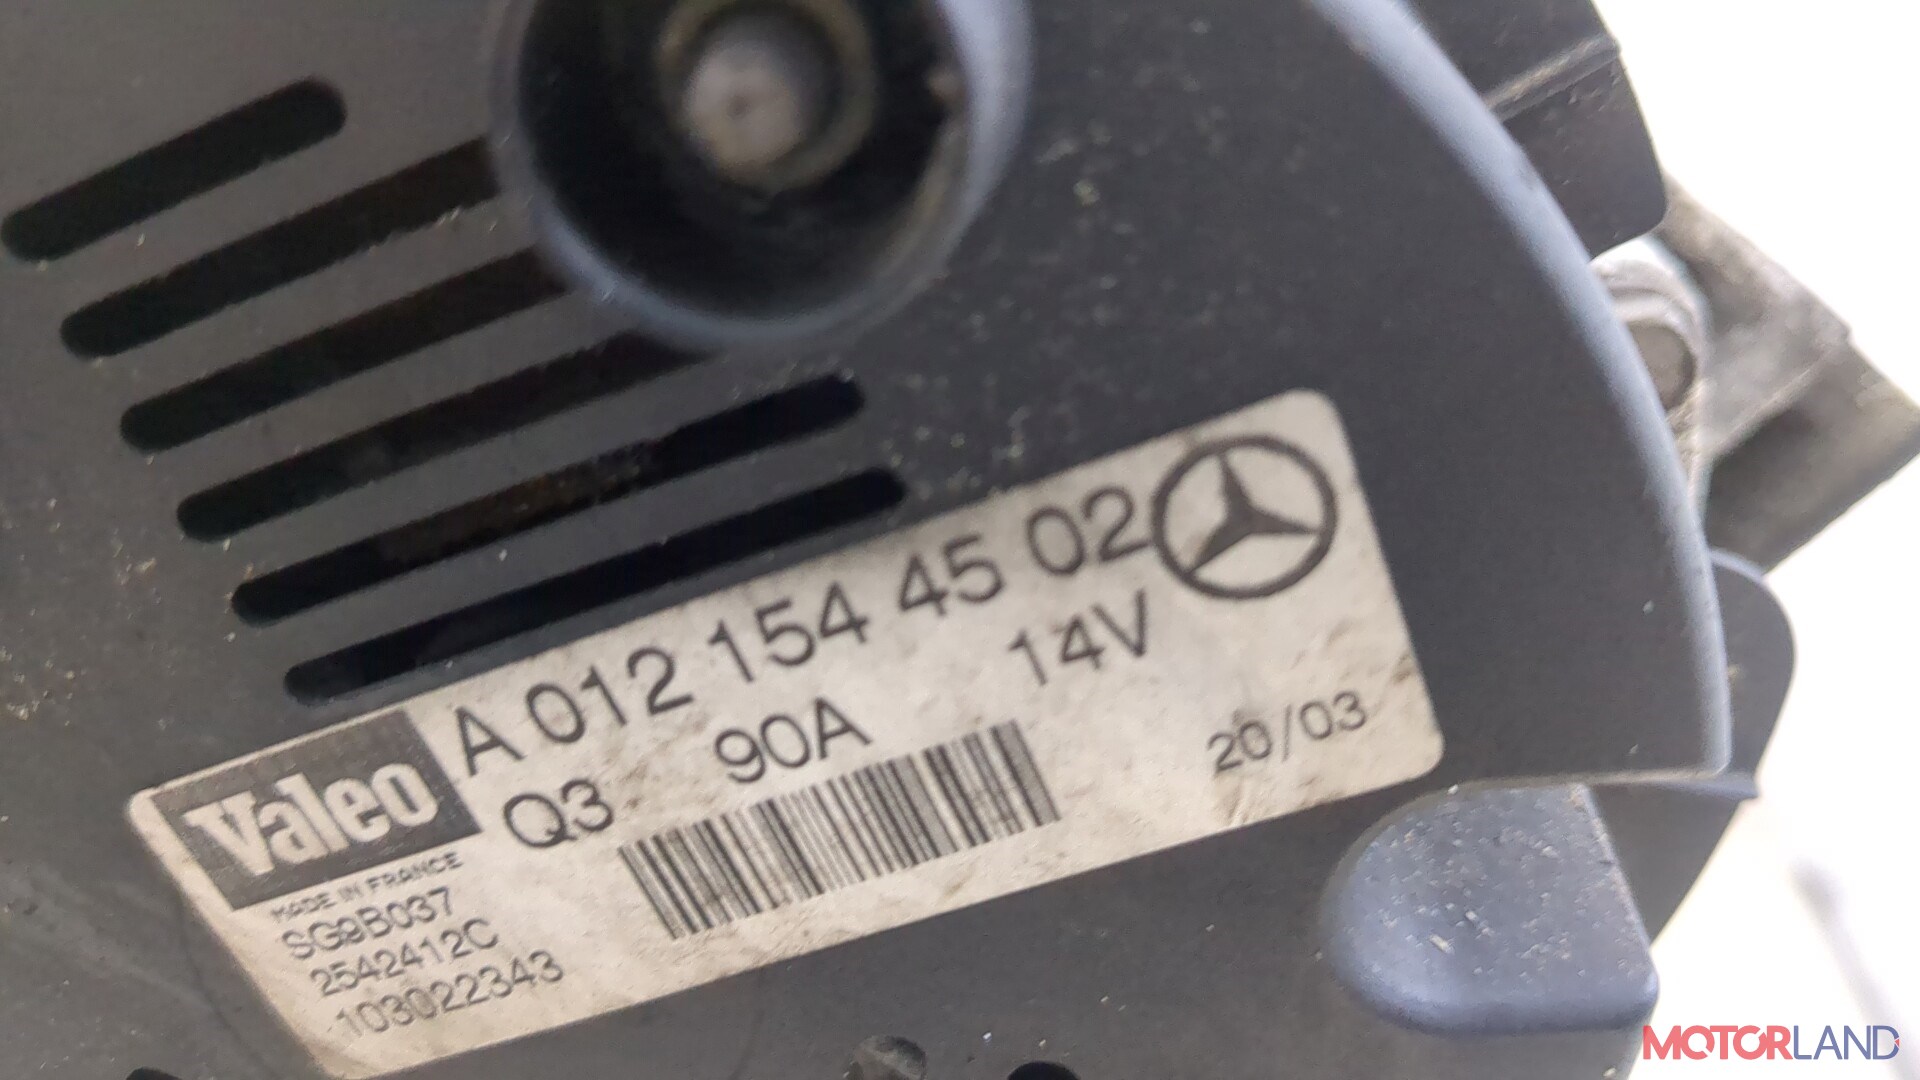 A 012 154 45 02
Q3 90A 14V
20/03
Valeo
MADE IN FRANCE
SG9B037
2542412C
103022343
MOTORLAND